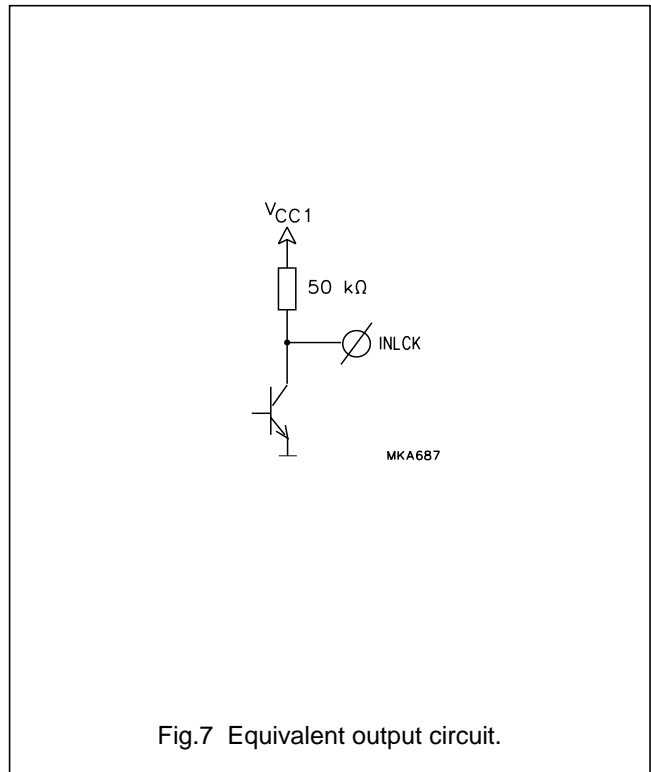 VCC1
50 kΩ
INLCK
MKA687
Fig.7 Equivalent output circuit.